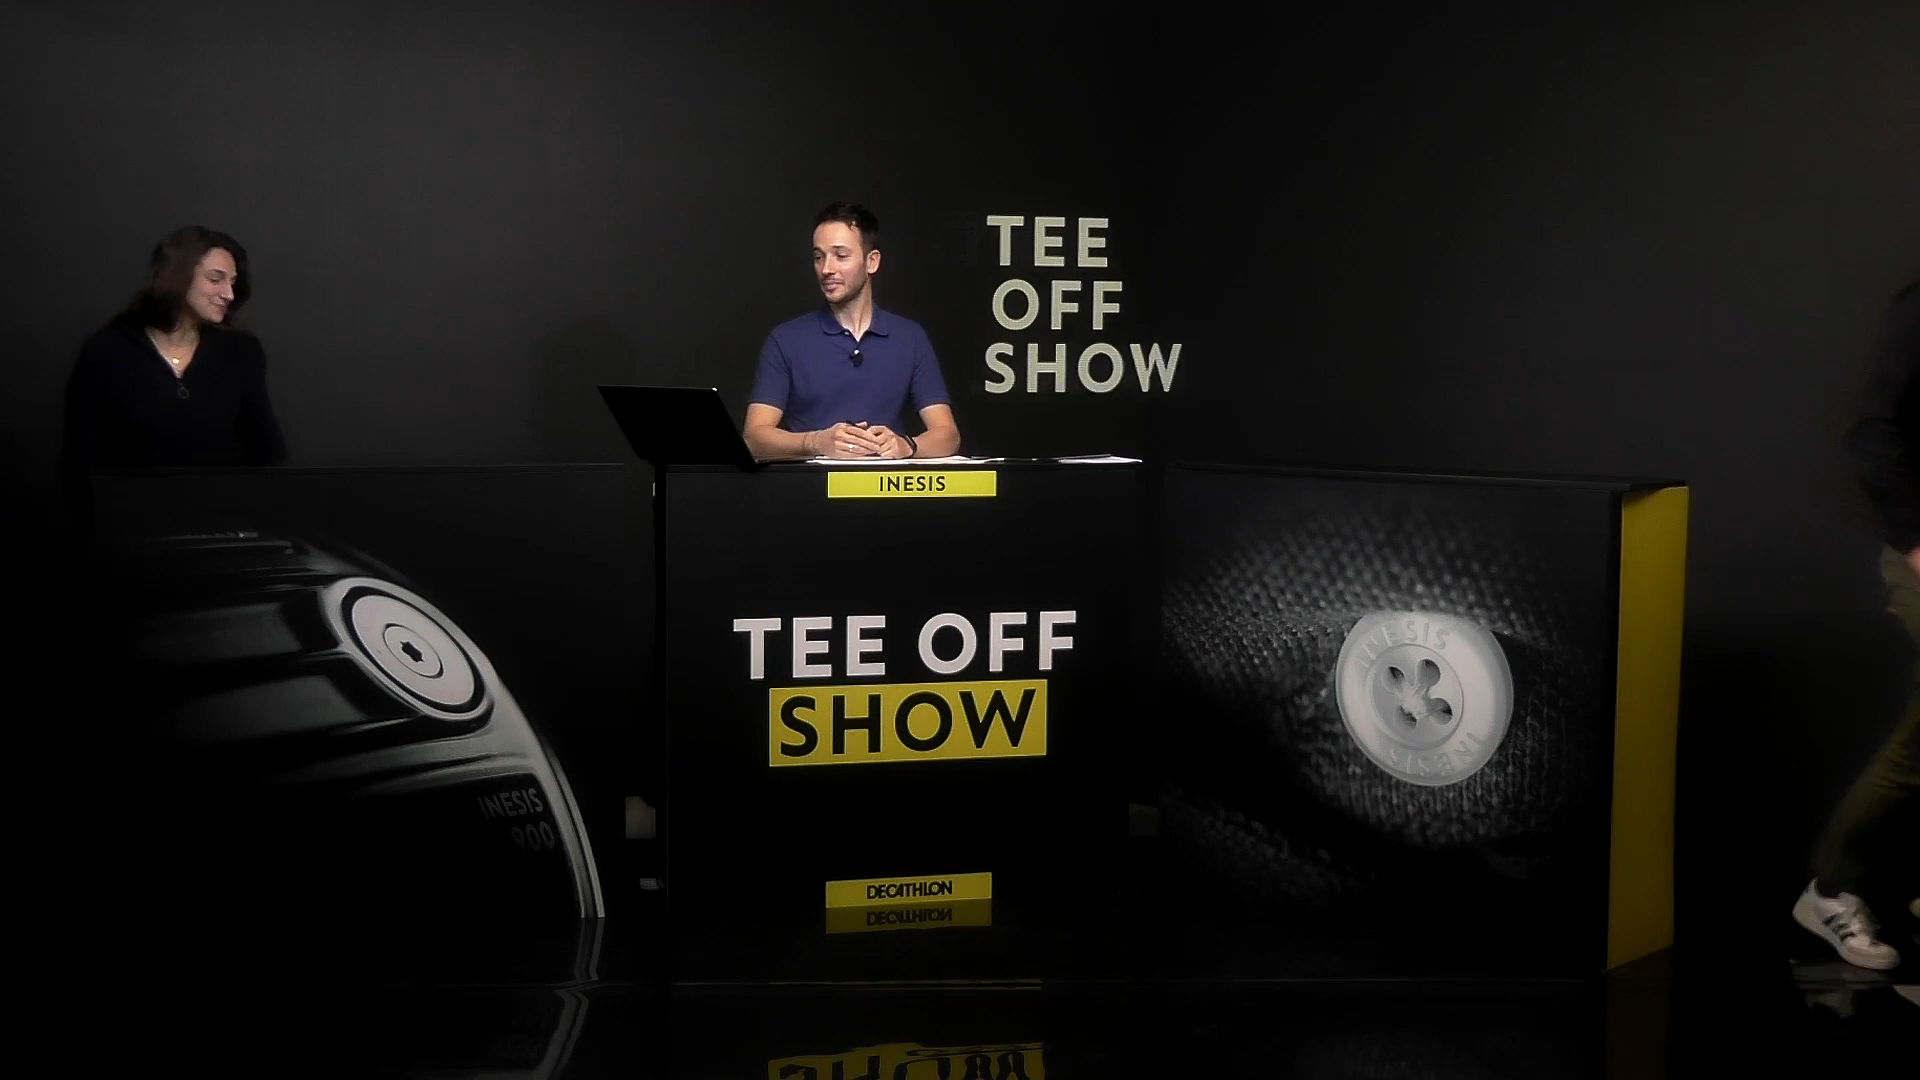 TEE
OFF
SHOW
INESIS
TEE OFF
SHOW
DECATHLON
INESIS
900
INESIS
INESIS